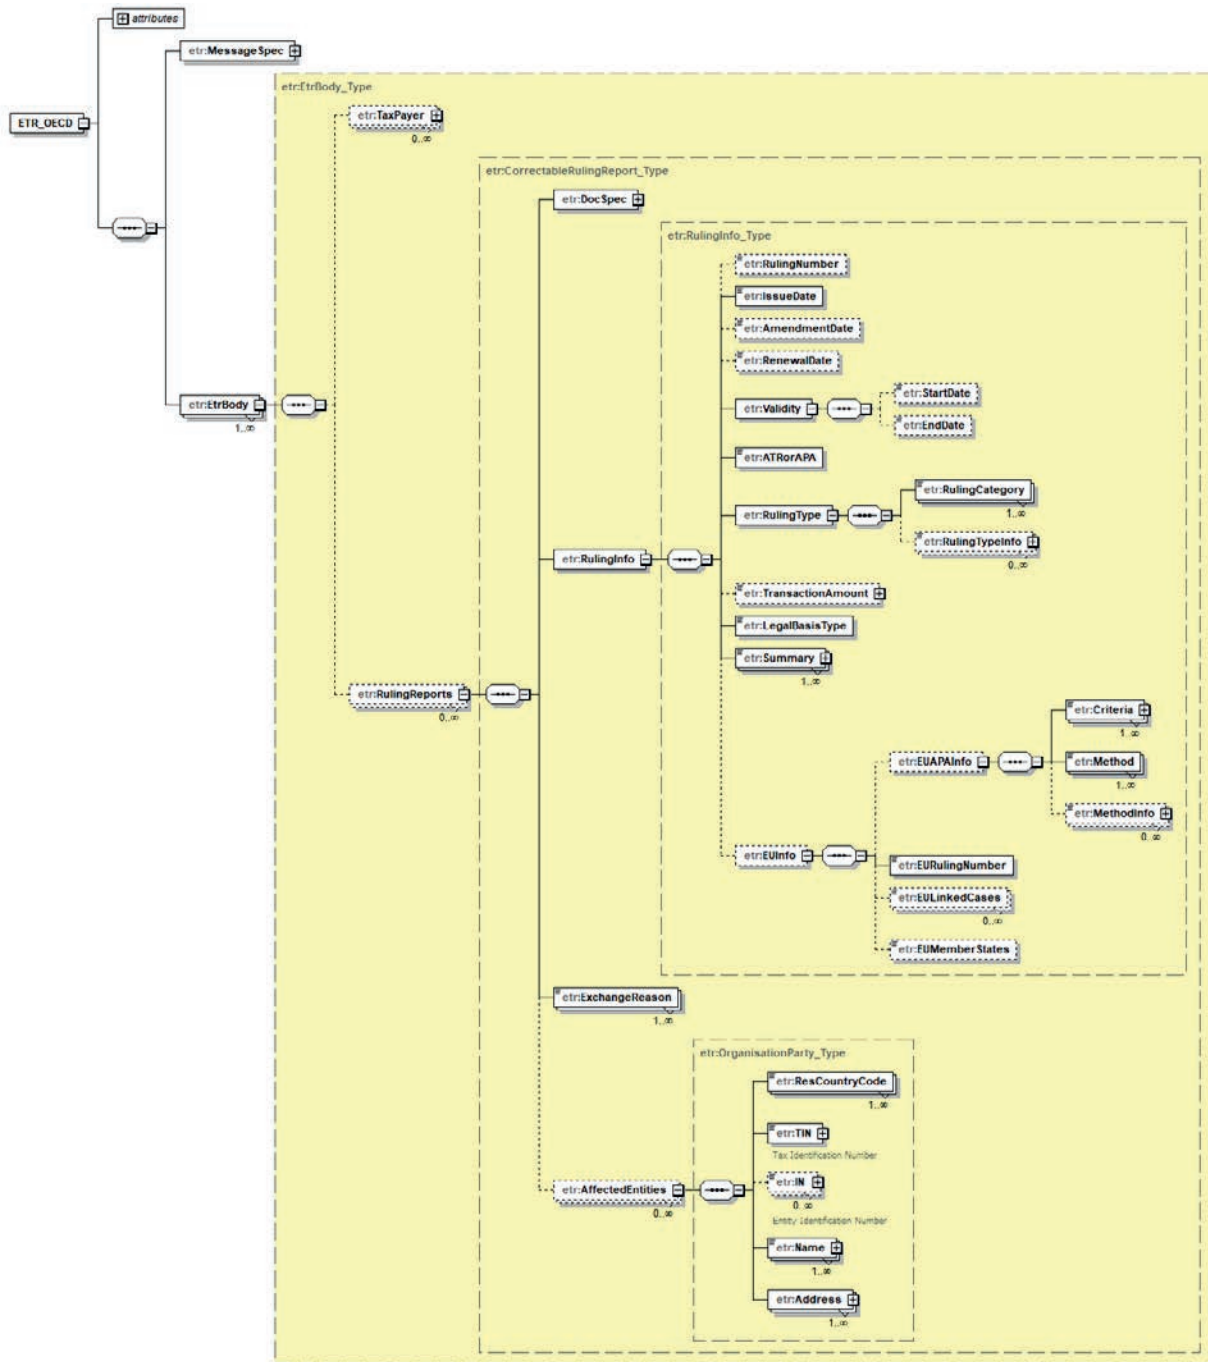 attributes
etr:MessageSpec
etr:EtrBody_Type
ETR_OECD
etr:TaxPayer
0..∞
etr:CorrectableRulingReport_Type
etr:DocSpec
etr:RulingInfo_Type
etr:RulingNumber
etr:IssueDate
etr:AmendmentDate
etr:RenewalDate
etr:EtrBody
1..∞
etr:Validity
etr:StartDate
etr:EndDate
etr:ATRorAPA
etr:RulingType
etr:RulingCategory
1..∞
etr:RulingTypeInfo
0..∞
etr:RulingInfo
etr:TransactionAmount
etr:LegalBasisType
etr:Summary
1..∞
etr:RulingReports
0..∞
etr:EUInfo
etr:EUAPAInfo
etr:Criteria
1..∞
etr:Method
1..∞
etr:MethodInfo
0..∞
etr:EURulingNumber
etr:EULinkedCases
0..∞
etr:EUMemberStates
etr:ExchangeReason
1..∞
etr:OrganisationParty_Type
etr:ResCountryCode
1..∞
etr:TIN
Tax Identification Number
etr:AffectedEntities
0..∞
etr:IN
0..∞
Entity Identification Number
etr:Name
1..∞
etr:Address
1..∞